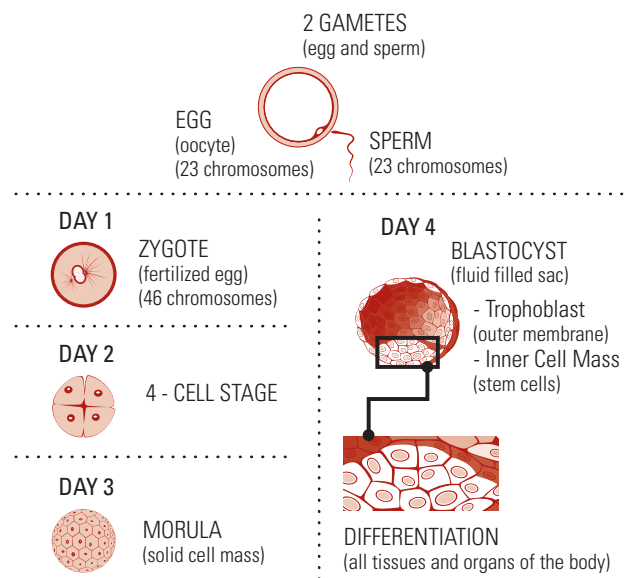 2 GAMETES
(egg and sperm)
EGG
(oocyte)
(23 chromosomes)
SPERM
(23 chromosomes)
DAY 1
ZYGOTE
(fertilized egg)
(46 chromosomes)
DAY 2
4 - CELL STAGE
DAY 3
MORULA
(solid cell mass)
DAY 4
BLASTOCYST
(fluid filled sac)
- Trophoblast
(outer membrane)
- Inner Cell Mass
(stem cells)
DIFFERENTIATION
(all tissues and organs of the body)